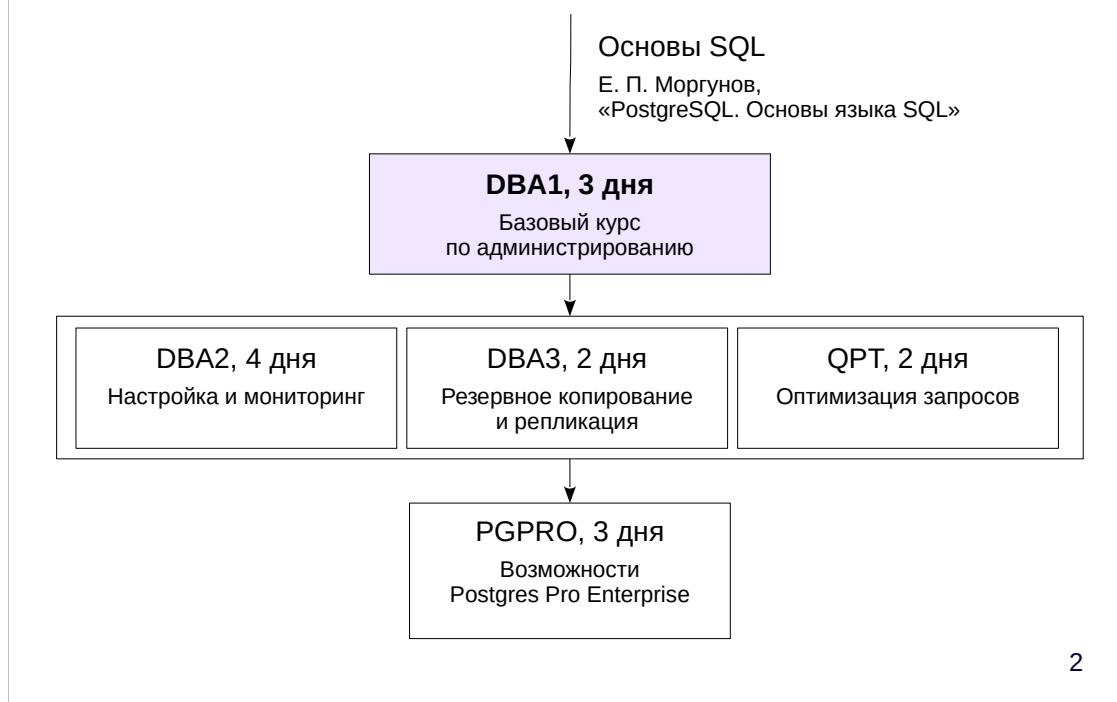 Основы SQL
Е. П. Моргунов,
«PostgreSQL. Основы языка SQL»
DBA1, 3 дня
Базовый курс
по администрированию
DBA2, 4 дня
Настройка и мониторинг
DBA3, 2 дня
Резервное копирование
и репликация
QPT, 2 дня
Оптимизация запросов
PGPRO, 3 дня
Возможности
Postgres Pro Enterprise
2